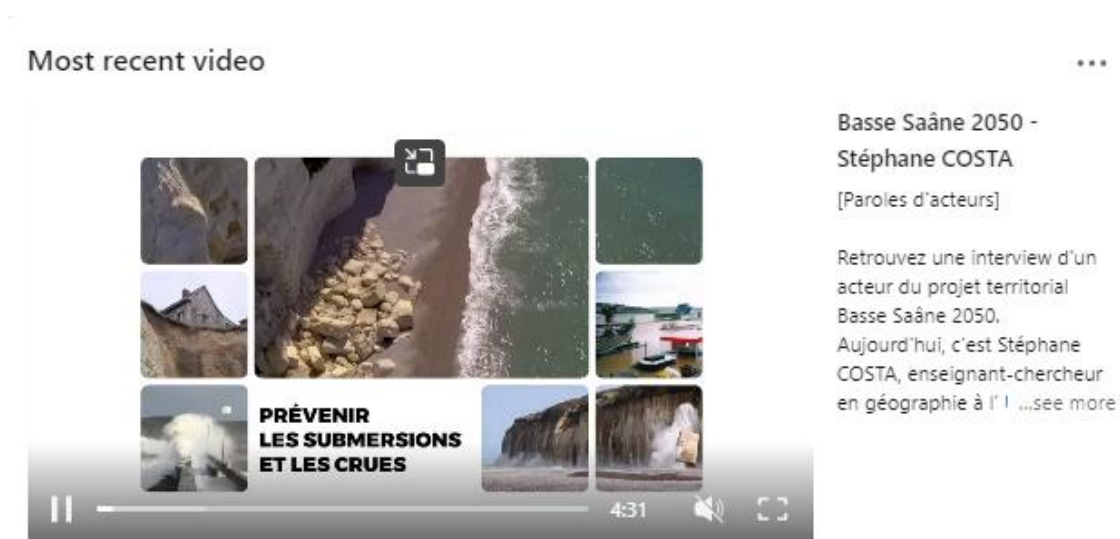 Most recent video
Basse Saâne 2050 -
Stéphane COSTA
[Paroles d'acteurs]
Retrouvez une interview d'un
acteur du projet territorial
Basse Saâne 2050.
Aujourd'hui, c'est Stéphane
COSTA, enseignant-chercheur
en géographie à l' ...see more
PRÉVENIR
LES SUBMERSIONS
ET LES CRUES
4:31